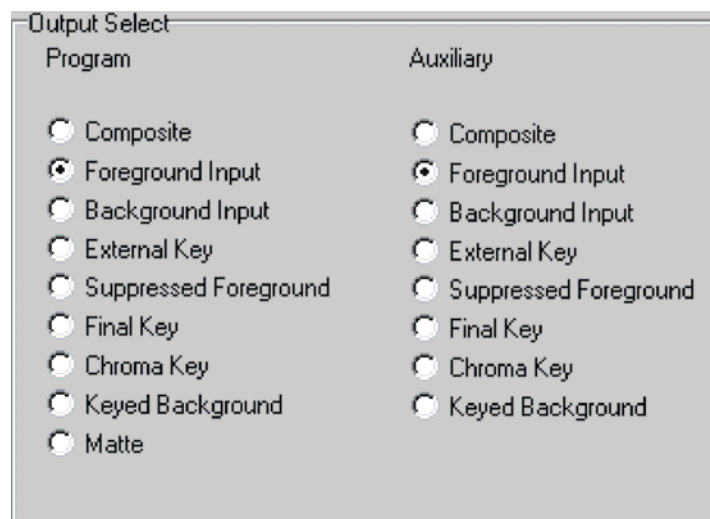 Output Select
Program
Composite
Foreground Input
Background Input
External Key
Suppressed Foreground
Final Key
Chroma Key
Keyed Background
Matte
Auxiliary
Composite
Foreground Input
Background Input
External Key
Suppressed Foreground
Final Key
Chroma Key
Keyed Background